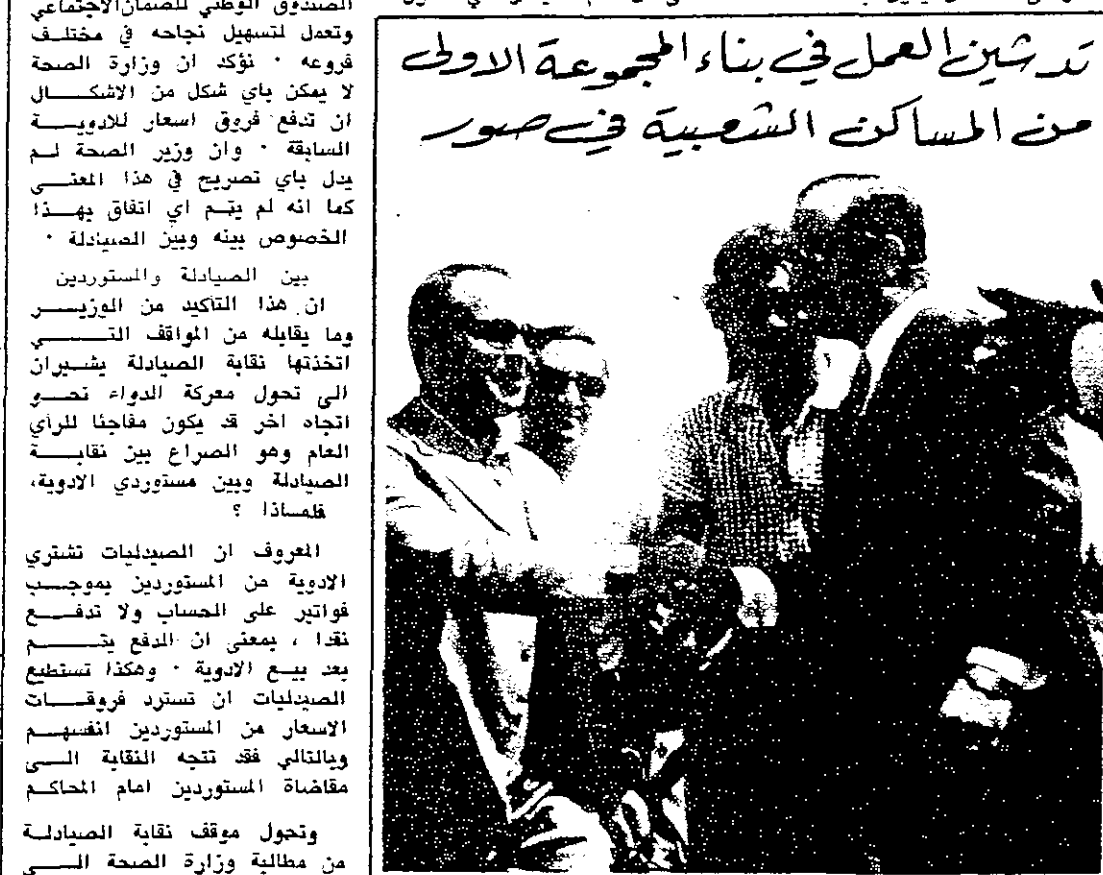 تدشين العمل في بناء المجموعة الاولى
من المساكن الشعبية في صور
الصندوق الوطني للضمان الاجتماعي
وتعمل لتسهيل نجاحه في مختلف
فروعه ٠ نؤكد ان وزارة الصحة
لا يمكن باي شكل من الاشكال
ان تدفع فروق اسعار للادوية
السابقة ٠ وان وزير الصحة لم
يدل باي تصريح في هذا المعنى
كما انه لم يتم اي اتفاق بهذا
الخصوص بينه وبين الصيادلة ٠
بين الصيادلة والمستوردين
ان هذا التأكيد من الوزير
وما يقابله من المواقف التي
اتخذتها نقابة الصيادلة يشيران
الى تحول معركة الدواء نحو
اتجاه اخر قد يكون مفاجئا للرأي
العام وهو الصراع بين نقابة
الصيادلة وبين مستوردي الادوية،
فلماذا ؟
المعروف ان الصيدليات تشتري
الادوية من المستوردين بموجب
فواتير على الحساب ولا تدفع
نقدا ، بمعنى ان الدفع يتم
بعد بيع الادوية ٠ وهكذا تستطيع
الصيدليات ان تسترد فروقات
الاسعار من المستوردين انفسهم
وبالتالي فقد تتجه النقابة الى
مقاضاة المستوردين امام المحاكم
وتحول موقف نقابة الصيادلة
من مطالبة وزارة الصحة الى